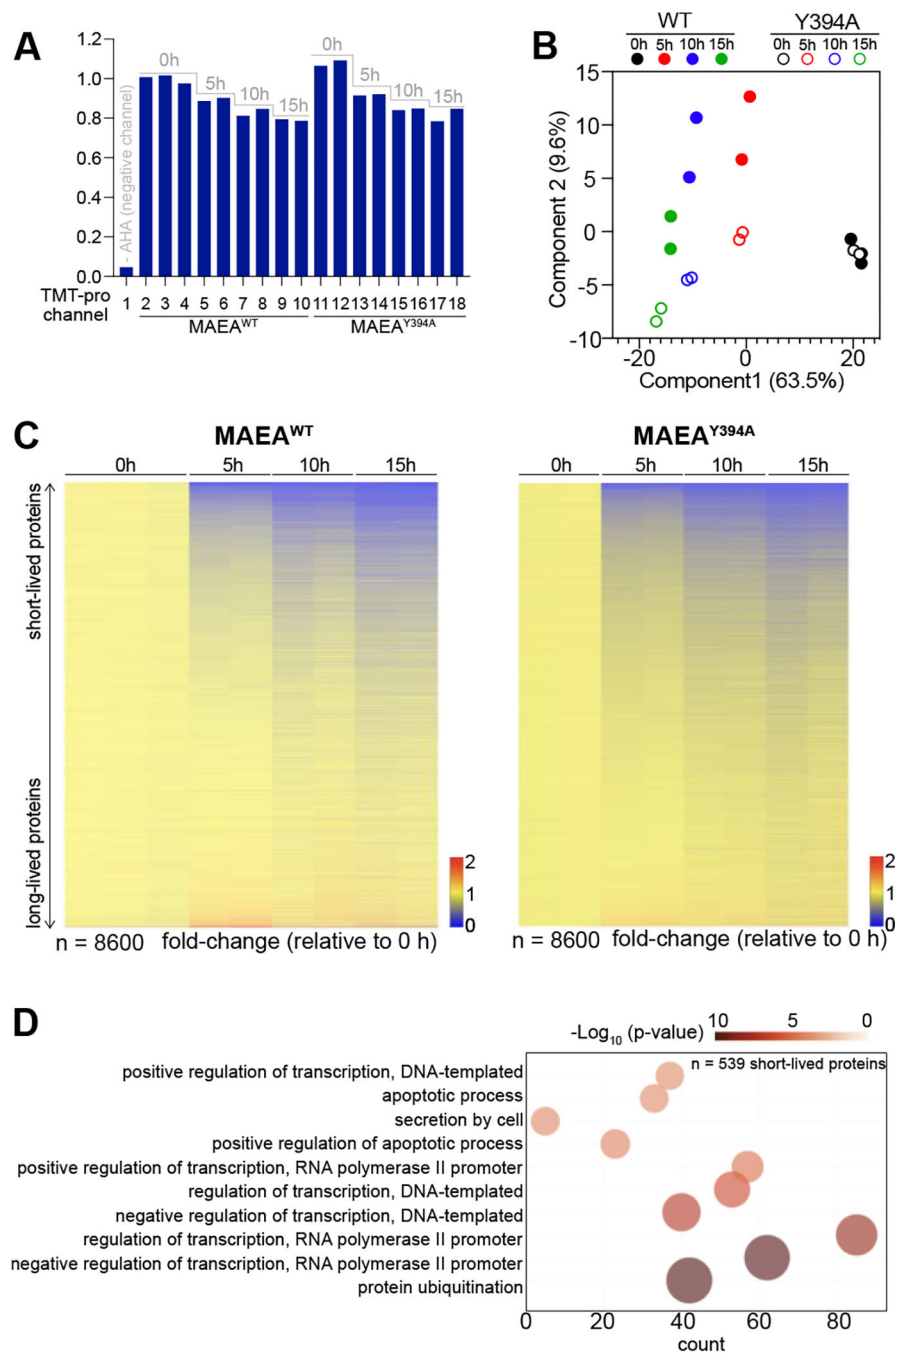 A
1.2
1.0
0.8
0.6
0.4
0.2
0.0
- AHA (negative channel)
0h
5h
10h
15h
0h
5h
10h
15h
TMT-pro channel
1 2 3 4 5 6 7 8 9 10 11 12 13 14 15 16 17 18
MAEAWT
MAEAY394A
B
WT
Y394A
0h 5h 10h 15h
0h 5h 10h 15h
Component 2 (9.6%)
15
10
5
0
-5
-10
-20 0 20
Component1 (63.5%)
C
MAEAWT
MAEAY394A
0h 5h 10h 15h
0h 5h 10h 15h
short-lived proteins
long-lived proteins
2
1
0
2
1
0
n = 8600 fold-change (relative to 0 h)
n = 8600 fold-change (relative to 0 h)
D
-Log10 (p-value) 10 5 0
n = 539 short-lived proteins
positive regulation of transcription, DNA-templated
apoptotic process
secretion by cell
positive regulation of apoptotic process
positive regulation of transcription, RNA polymerase II promoter
regulation of transcription, DNA-templated
negative regulation of transcription, DNA-templated
regulation of transcription, RNA polymerase II promoter
negative regulation of transcription, RNA polymerase II promoter
protein ubiquitination
0 20 40 60 80
count